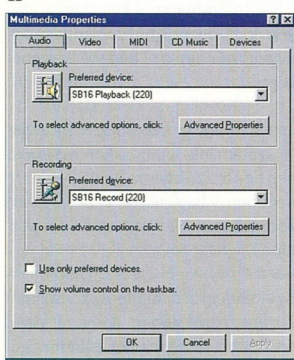 Multimedia Properties
Audio
Video
MIDI
CD Music
Devices
Playback
Preferred device:
SB16 Playback (220)
To select advanced options, click:
Advanced Properties
Recording
Preferred device:
SB16 Record (220)
To select advanced options, click:
Advanced Properties
Use only preferred devices.
Show volume control on the taskbar.
OK
Cancel
Apply